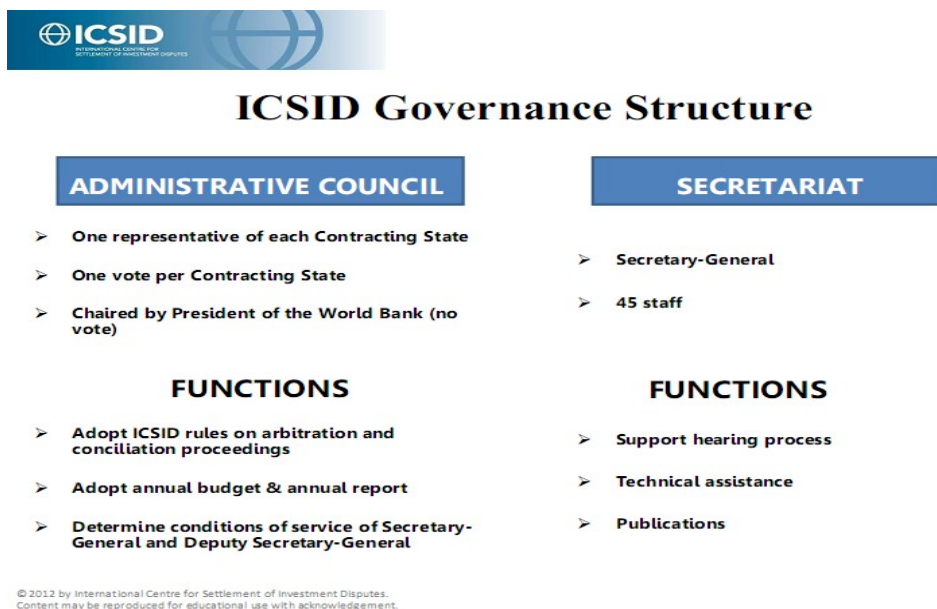 ICSID
INTERNATIONAL CENTRE FOR
SETTLEMENT OF INVESTMENT DISPUTES
ICSID Governance Structure
ADMINISTRATIVE COUNCIL
➢ One representative of each Contracting State
➢ One vote per Contracting State
➢ Chaired by President of the World Bank (no
vote)
FUNCTIONS
➢ Adopt ICSID rules on arbitration and
conciliation proceedings
➢ Adopt annual budget & annual report
➢ Determine conditions of service of Secretary-
General and Deputy Secretary-General
SECRETARIAT
➢ Secretary-General
➢ 45 staff
FUNCTIONS
➢ Support hearing process
➢ Technical assistance
➢ Publications
© 2012 by International Centre for Settlement of Investment Disputes.
Content may be reproduced for educational use with acknowledgement.